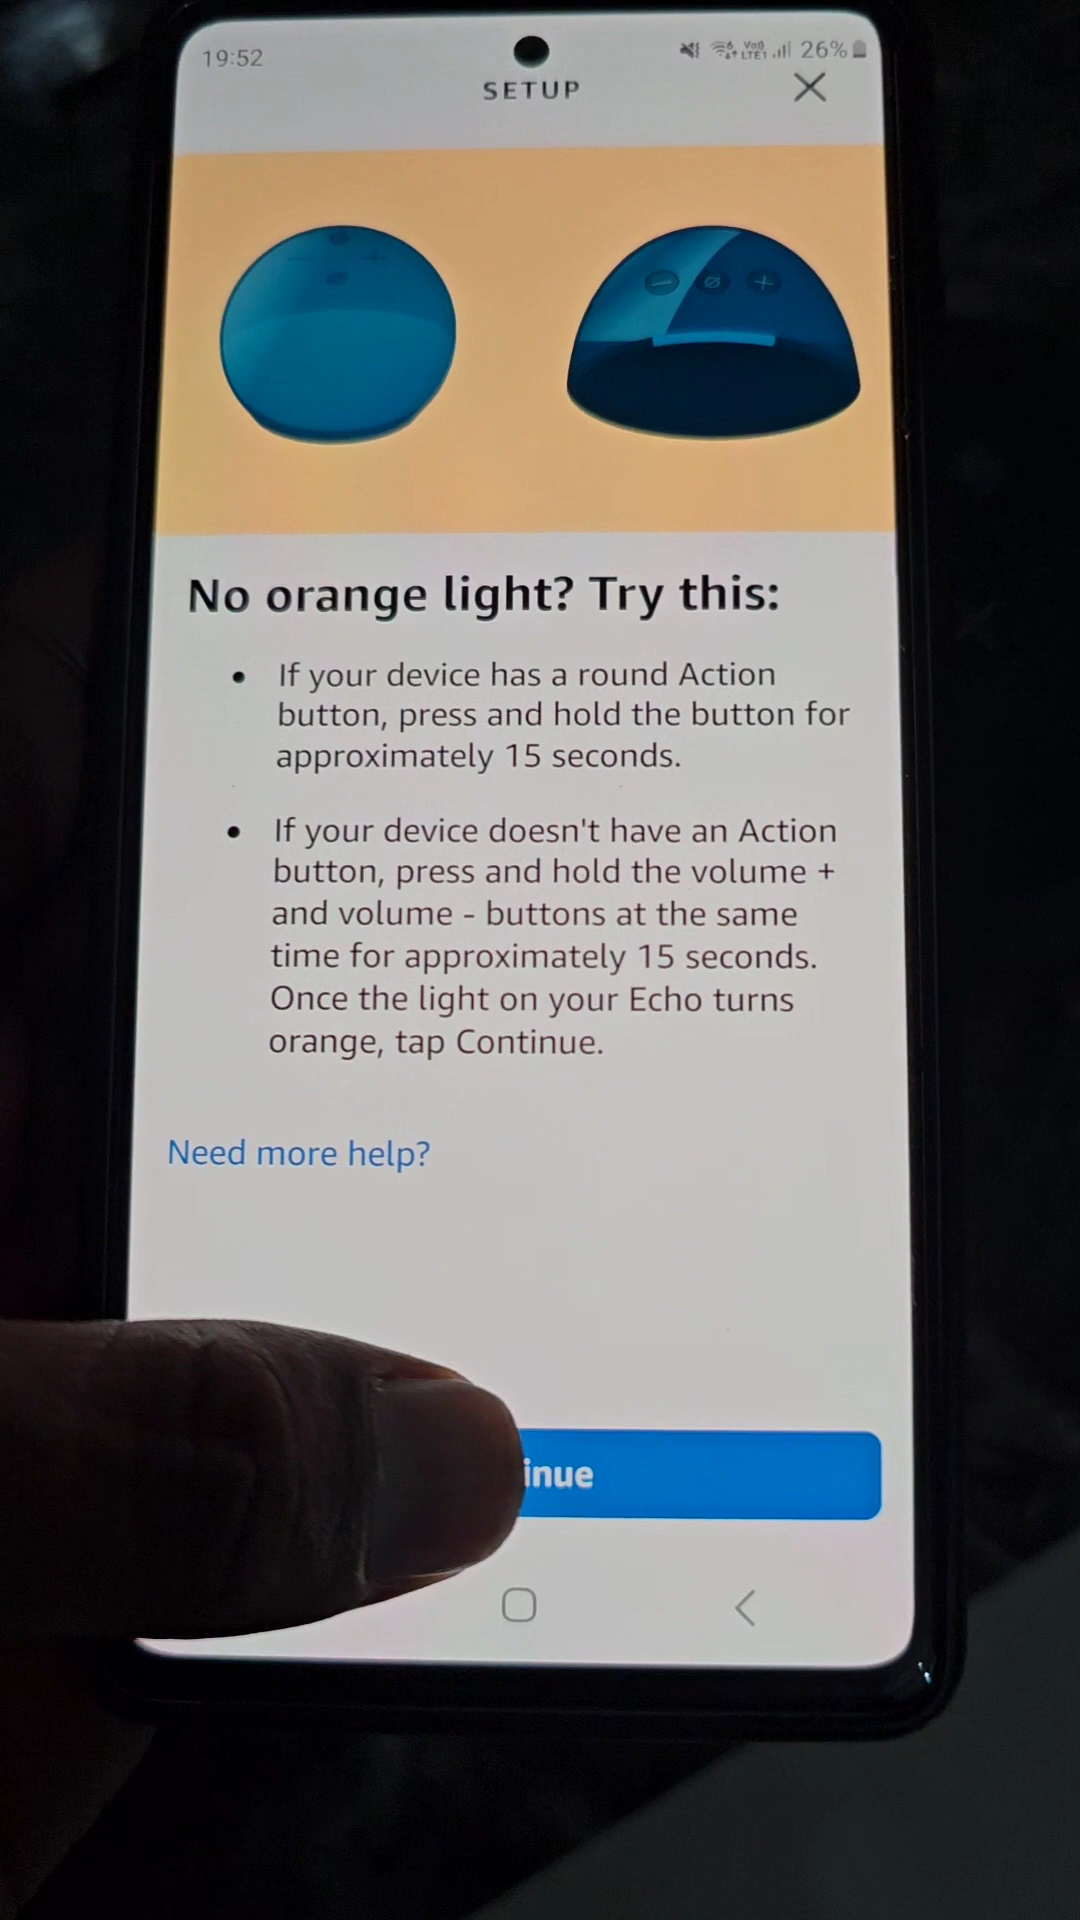 19:52
26%
SETUP
No orange light? Try this:
• If your device has a round Action
button, press and hold the button for
approximately 15 seconds.
• If your device doesn't have an Action
button, press and hold the volume +
and volume - buttons at the same
time for approximately 15 seconds.
Once the light on your Echo turns
orange, tap Continue.
Need more help?
inue